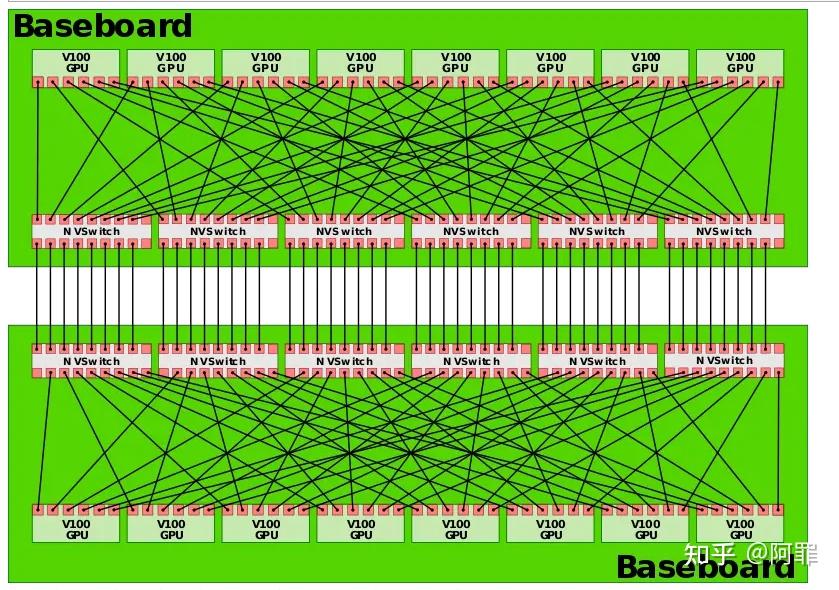 Baseboard
V100 V100 V100 V100 V100 V100 V100 V100
GPU GPU GPU GPU GPU GPU GPU GPU
NVSwitch NVSwitch NVSwitch NVSwitch NVSwitch NVSwitch
NVSwitch NVSwitch NVSwitch NVSwitch NVSwitch NVSwitch
V100 V100 V100 V100 V100 V100 V100 V100
GPU GPU GPU GPU GPU GPU GPU GPU
知乎 @阿罪
Baseboard